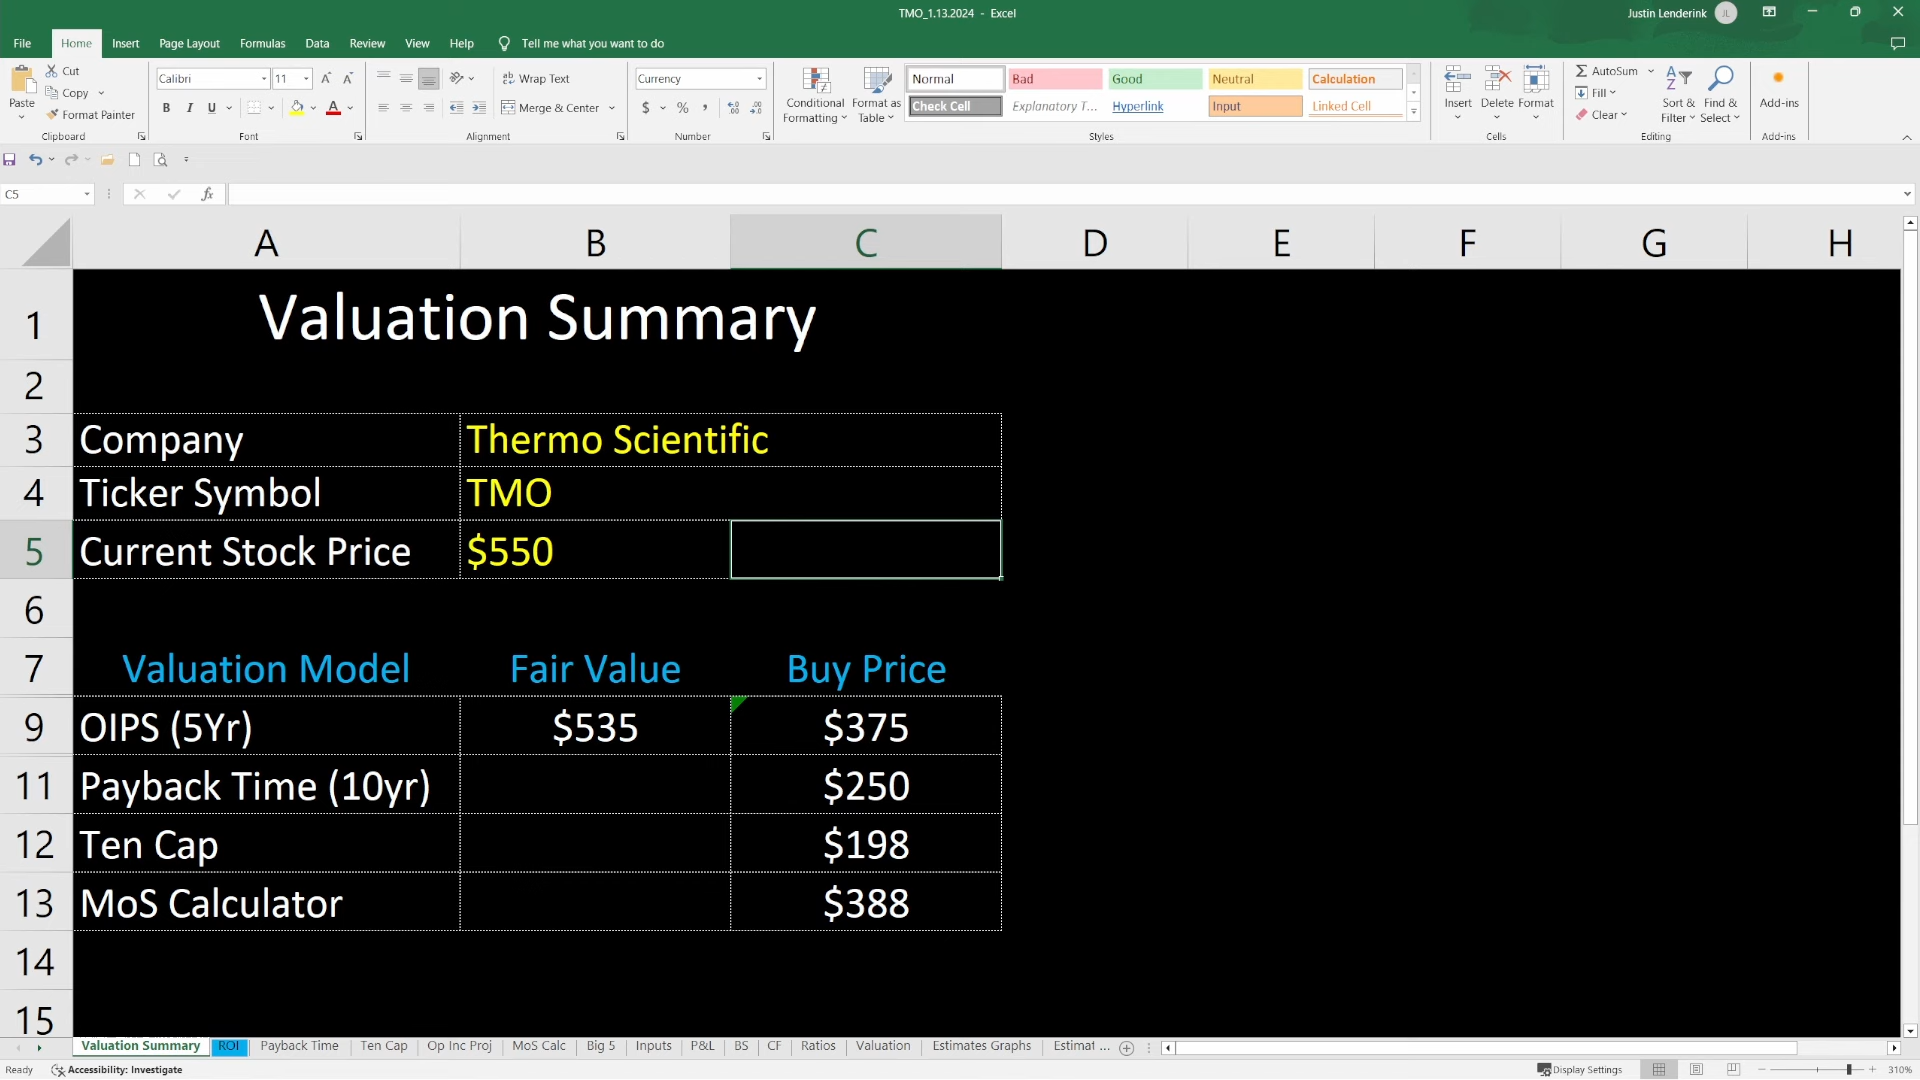 TMO_1.13.2024 - Excel
Justin Lenderink JL
File Home Insert Page Layout Formulas Data Review View Help Tell me what you want to do
Paste
Cut
Copy
Format Painter
Clipboard
Calibri 11
B I U A
Font
Wrap Text
Merge & Center
Alignment
Currency
$ % ,
Number
Conditional Formatting
Format as Table
Normal Bad Good Neutral Calculation
Check Cell Explanatory T... Hyperlink Input Linked Cell
Styles
Insert Delete Format
Cells
AutoSum
Fill
Clear
Sort & Filter
Find & Select
Editing
Add-ins
Add-ins
C5 fx
A B C D E F G H
1 Valuation Summary
2
3 Company Thermo Scientific
4 Ticker Symbol TMO
5 Current Stock Price $550
6
7 Valuation Model Fair Value Buy Price
9 OIPS (5Yr) $535 $375
11 Payback Time (10yr) $250
12 Ten Cap $198
13 MoS Calculator $388
14
15
Valuation Summary ROI Payback Time Ten Cap Op Inc Proj MoS Calc Big 5 Inputs P&L BS CF Ratios Valuation Estimates Graphs Estimat ...
Ready Accessibility: Investigate Display Settings 310%